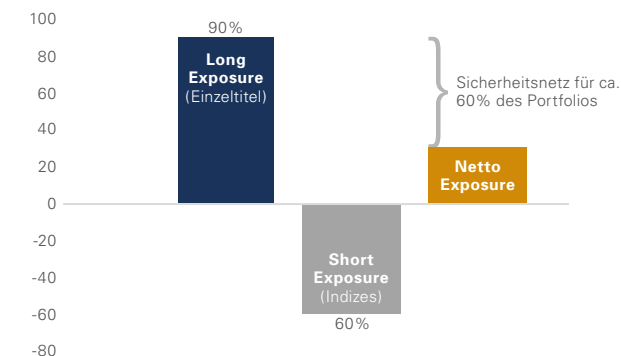 100
80
60
40
20
0
-20
-40
-60
-80
90%
Long
Exposure
(Einzeltitel)
Short
Exposure
(Indizes)
60%
Netto
Exposure
Sicherheitsnetz für ca.
60% des Portfolios